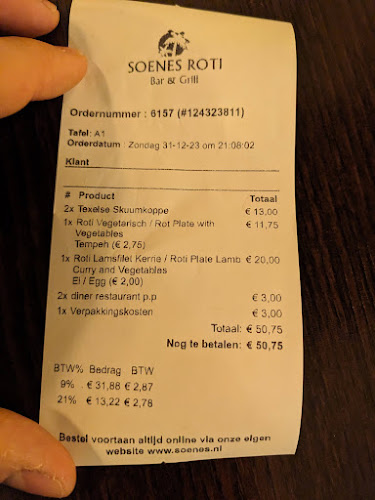 SOENES ROTI
Bar & Grill
Ordernummer : 6157 (#124323811)
Tafel: A1
Orderdatum : Zondag 31-12-23 om 21:08:02
Klant
# Product Totaal
2x Texelse Skuumkoppe € 13,00
1x Roti Vegetarisch / Rot Plate with € 11,75
Vegetables
Tempeh (€ 2,75)
1x Roti Lamsfilet Kerrie / Roti Plate Lamb € 20,00
Curry and Vegetables
Ei / Egg (€ 2,00)
2x diner restaurant p.p € 3,00
1x Verpakkingskosten € 3,00
Totaal: € 50,75
Nog te betalen: € 50,75
BTW% Bedrag BTW
9% € 31,88 € 2,87
21% € 13,22 € 2,78
Bestel voortaan altijd online via onze eigen
website www.soenes.nl